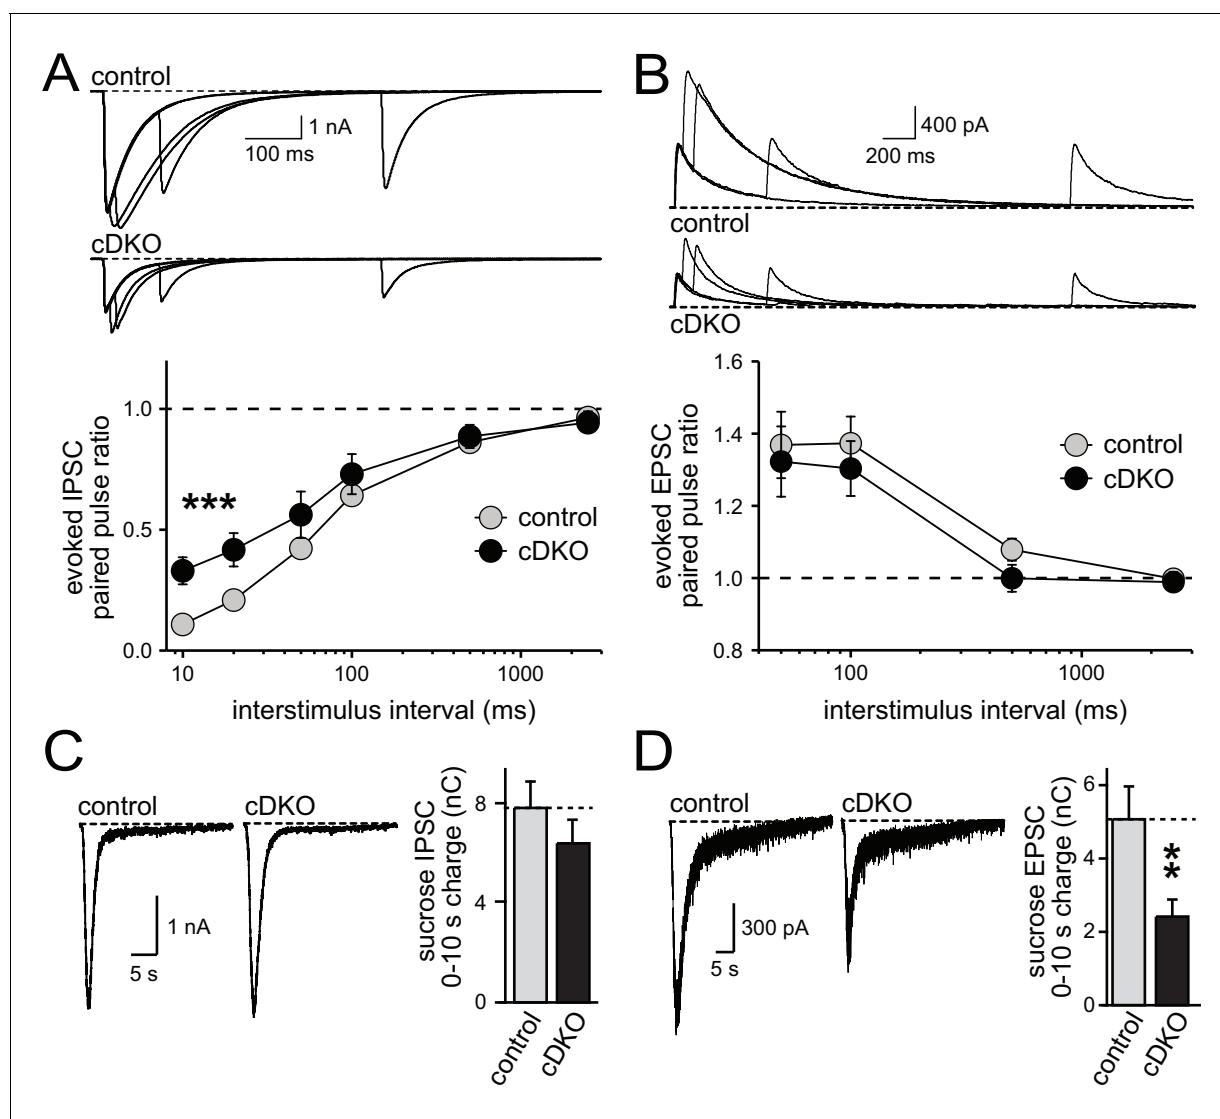 A
control
1 nA
100 ms
cDKO
evoked IPSC
paired pulse ratio
1.0
0.5
0.0
***
control
cDKO
10
100
1000
interstimulus interval (ms)
B
400 pA
200 ms
control
cDKO
evoked EPSC
paired pulse ratio
1.6
1.4
1.2
1.0
0.8
control
cDKO
100
1000
interstimulus interval (ms)
C
control
cDKO
1 nA
5 s
sucrose IPSC
0-10 s charge (nC)
8
4
0
control
cDKO
D
control
cDKO
300 pA
5 s
sucrose EPSC
0-10 s charge (nC)
6
4
2
0
**
control
cDKO